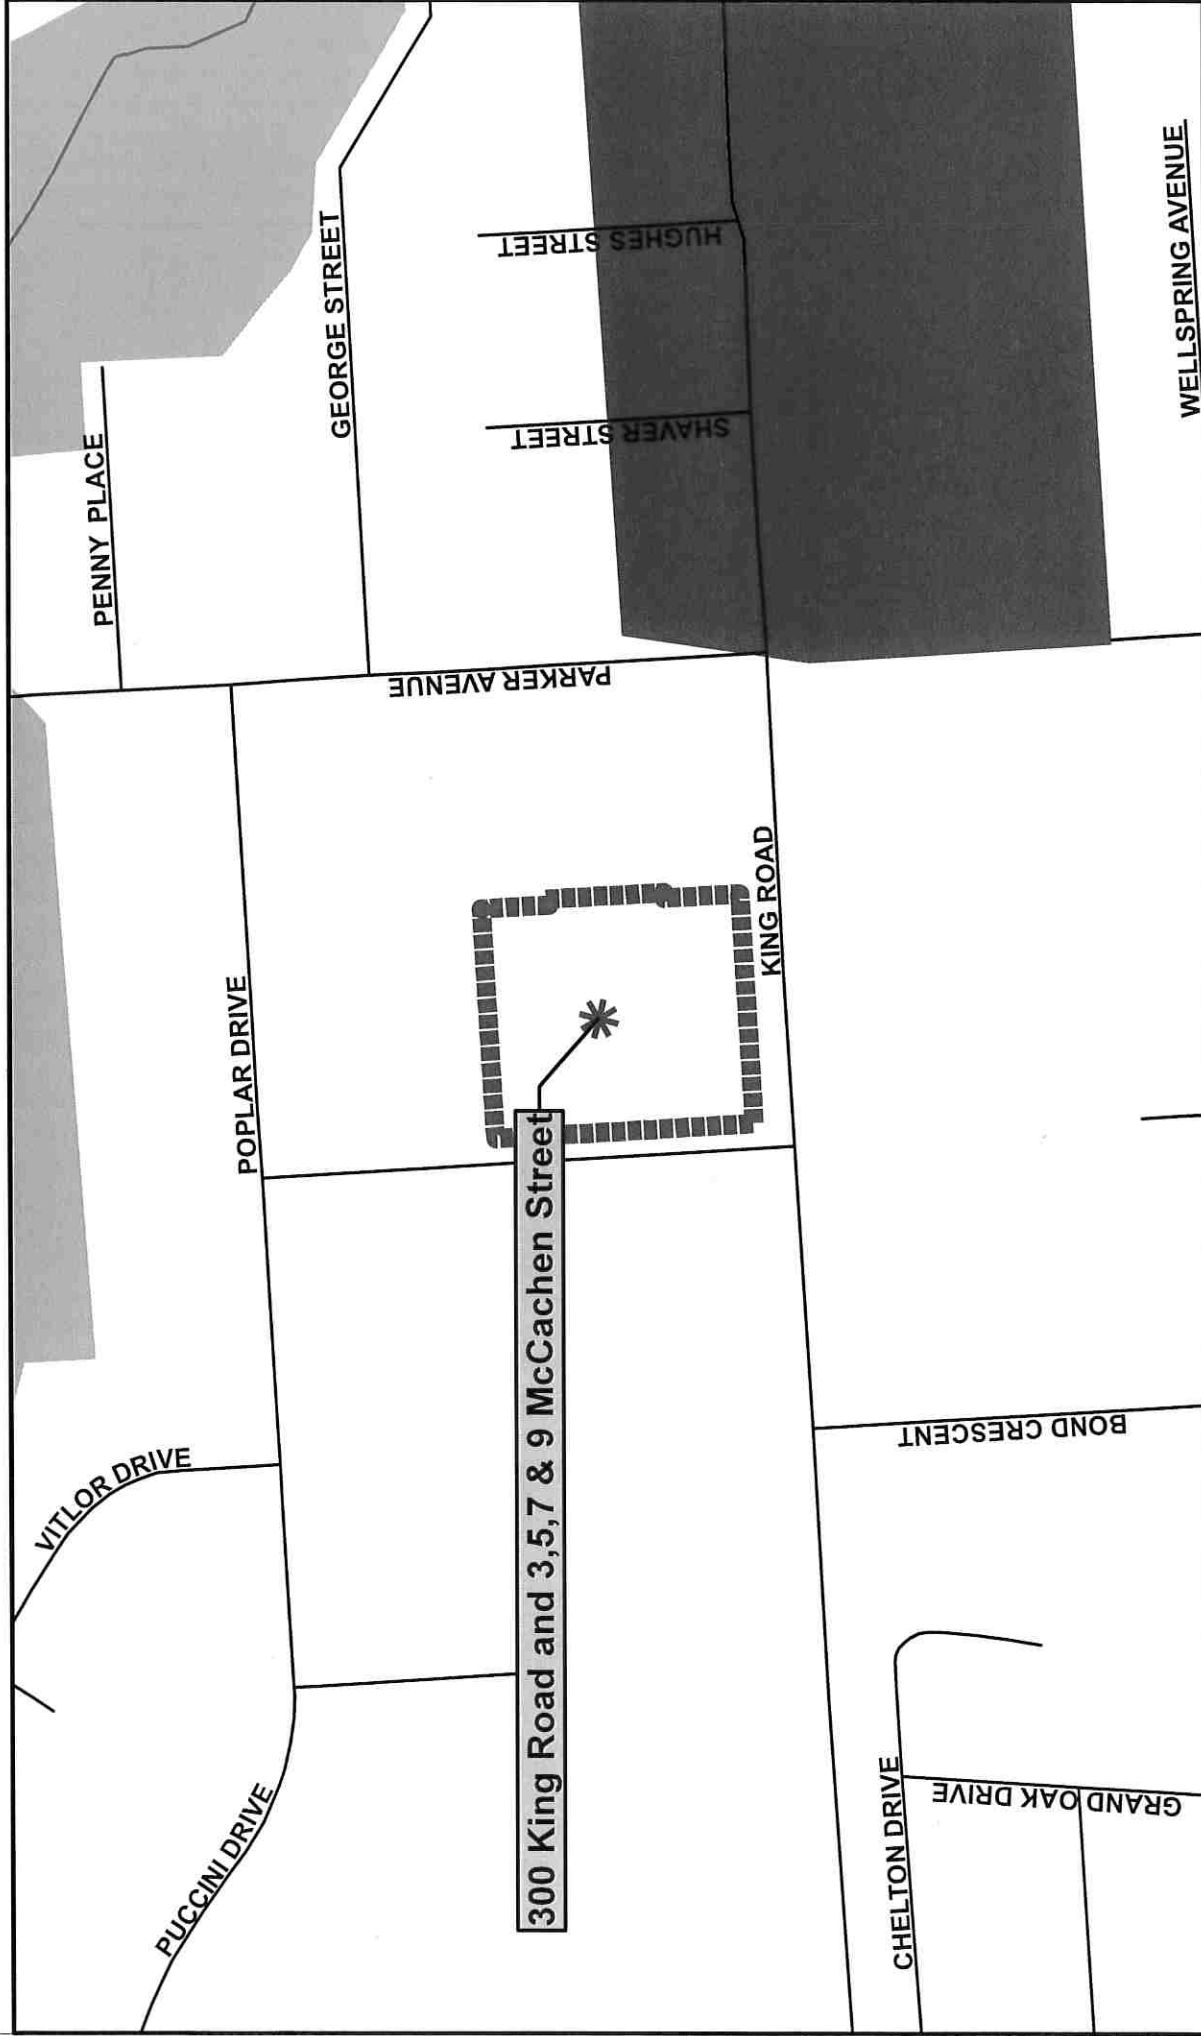 PENNY PLACE
GEORGE STREET
HUGHES STREET
SHAVER STREET
WELLSPRING AVENUE
PARKER AVENUE
POPLAR DRIVE
KING ROAD
300 King Road and 3,5,7 & 9 McCachen Street
VITLOR DRIVE
BOND CRESCENT
PUCCINI DRIVE
CHELTON DRIVE
GRAND OAK DRIVE